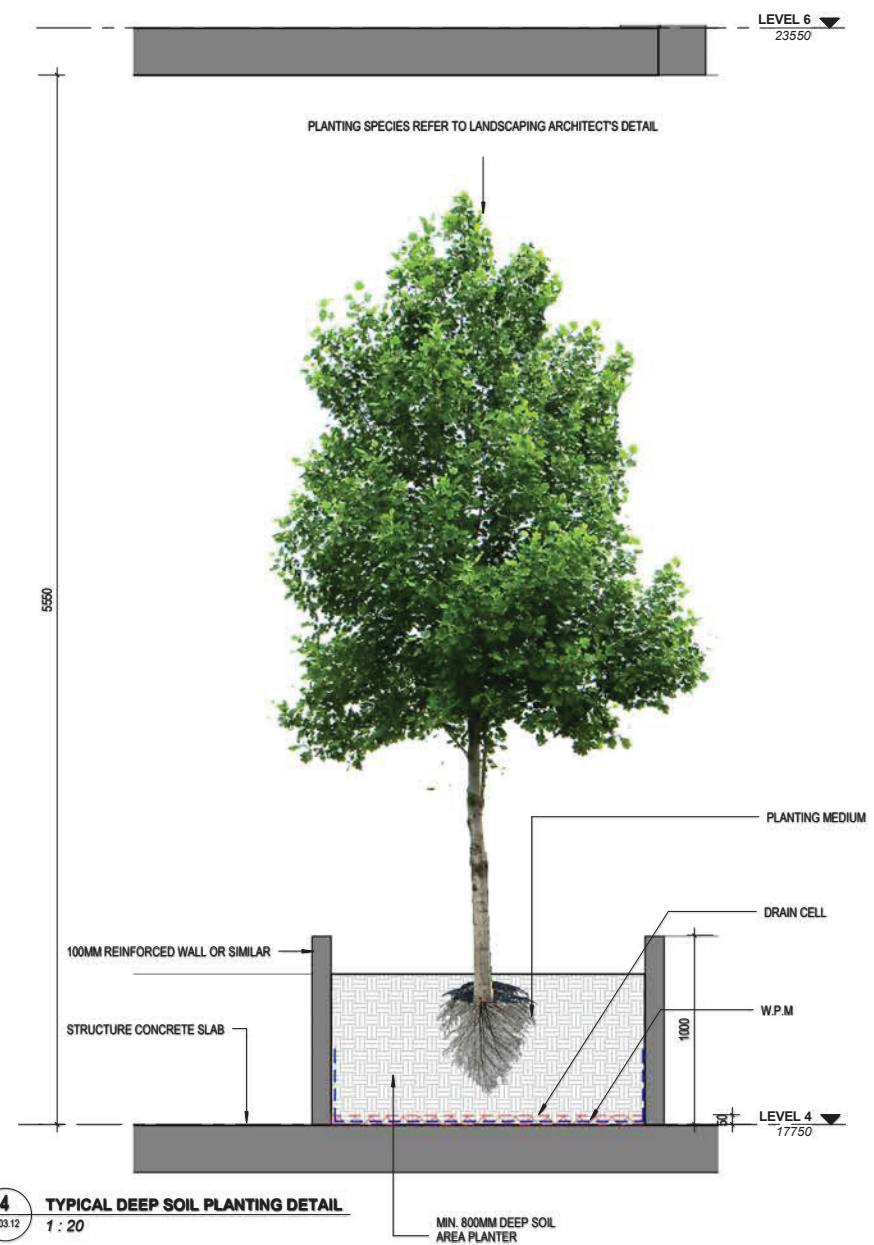 LEVEL 6
23550
PLANTING SPECIES REFER TO LANDSCAPING ARCHITECT'S DETAIL
5550
PLANTING MEDIUM
DRAIN CELL
100MM REINFORCED WALL OR SIMILAR
W.P.M
STRUCTURE CONCRETE SLAB
1000
50
LEVEL 4
17750
4
03.12
TYPICAL DEEP SOIL PLANTING DETAIL
1 : 20
MIN. 800MM DEEP SOIL
AREA PLANTER